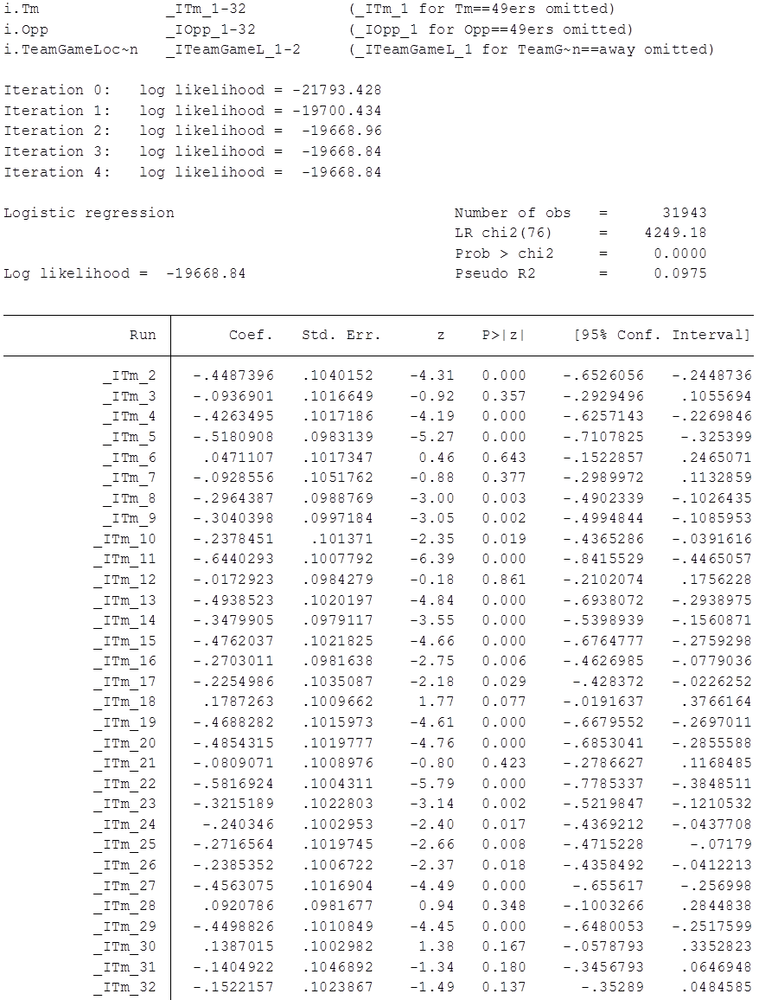 i.Tm _ITm_1-32 (_ITm_1 for Tm==49ers omitted)
i.Opp _IOpp_1-32 (_IOpp_1 for Opp==49ers omitted)
i.TeamGameLoc~n _ITeamGameL_1-2 (_ITeamGameL_1 for TeamG~n==away omitted)
Iteration 0: log likelihood = -21793.428
Iteration 1: log likelihood = -19700.434
Iteration 2: log likelihood = -19668.96
Iteration 3: log likelihood = -19668.84
Iteration 4: log likelihood = -19668.84
Logistic regression Number of obs = 31943
LR chi2(76) = 4249.18
Prob > chi2 = 0.0000
Log likelihood = -19668.84 Pseudo R2 = 0.0975
Run Coef. Std. Err. z P>|z| [95% Conf. Interval]
_ITm_2 -.4487396 .1040152 -4.31 0.000 -.6526056 -.2448736
_ITm_3 -.0936901 .1016649 -0.92 0.357 -.2929496 .1055694
_ITm_4 -.4263495 .1017186 -4.19 0.000 -.6257143 -.2269846
_ITm_5 -.5180908 .0983139 -5.27 0.000 -.7107825 -.325399
_ITm_6 .0471107 .1017347 0.46 0.643 -.1522857 .2465071
_ITm_7 -.0928556 .1051762 -0.88 0.377 -.2989972 .1132859
_ITm_8 -.2964387 .0988769 -3.00 0.003 -.4902339 -.1026435
_ITm_9 -.3040398 .0997184 -3.05 0.002 -.4994844 -.1085953
_ITm_10 -.2378451 .101371 -2.35 0.019 -.4365286 -.0391616
_ITm_11 -.6440293 .1007792 -6.39 0.000 -.8415529 -.4465057
_ITm_12 -.0172923 .0984279 -0.18 0.861 -.2102074 .1756228
_ITm_13 -.4938523 .1020197 -4.84 0.000 -.6938072 -.2938975
_ITm_14 -.3479905 .0979117 -3.55 0.000 -.5398939 -.1560871
_ITm_15 -.4762037 .1021825 -4.66 0.000 -.6764777 -.2759298
_ITm_16 -.2703011 .0981638 -2.75 0.006 -.4626985 -.0779036
_ITm_17 -.2254986 .1035087 -2.18 0.029 -.428372 -.0226252
_ITm_18 .1787263 .1009662 1.77 0.077 -.0191637 .3766164
_ITm_19 -.4688282 .1015973 -4.61 0.000 -.6679552 -.2697011
_ITm_20 -.4854315 .1019777 -4.76 0.000 -.6853041 -.2855588
_ITm_21 -.0809071 .1008976 -0.80 0.423 -.2786627 .1168485
_ITm_22 -.5816924 .1004311 -5.79 0.000 -.7785337 -.3848511
_ITm_23 -.3215189 .1022803 -3.14 0.002 -.5219847 -.1210532
_ITm_24 -.240346 .1002953 -2.40 0.017 -.4369212 -.0437708
_ITm_25 -.2716564 .1019745 -2.66 0.008 -.4715228 -.07179
_ITm_26 -.2385352 .1006722 -2.37 0.018 -.4358492 -.0412213
_ITm_27 -.4563075 .1016904 -4.49 0.000 -.655617 -.256998
_ITm_28 .0920786 .0981677 0.94 0.348 -.1003266 .2844838
_ITm_29 -.4498826 .1010849 -4.45 0.000 -.6480053 -.2517599
_ITm_30 .1387015 .1002982 1.38 0.167 -.0578793 .3352823
_ITm_31 -.1404922 .1046892 -1.34 0.180 -.3456793 .0646948
_ITm_32 -.1522157 .1023867 -1.49 0.137 -.35289 .0484585